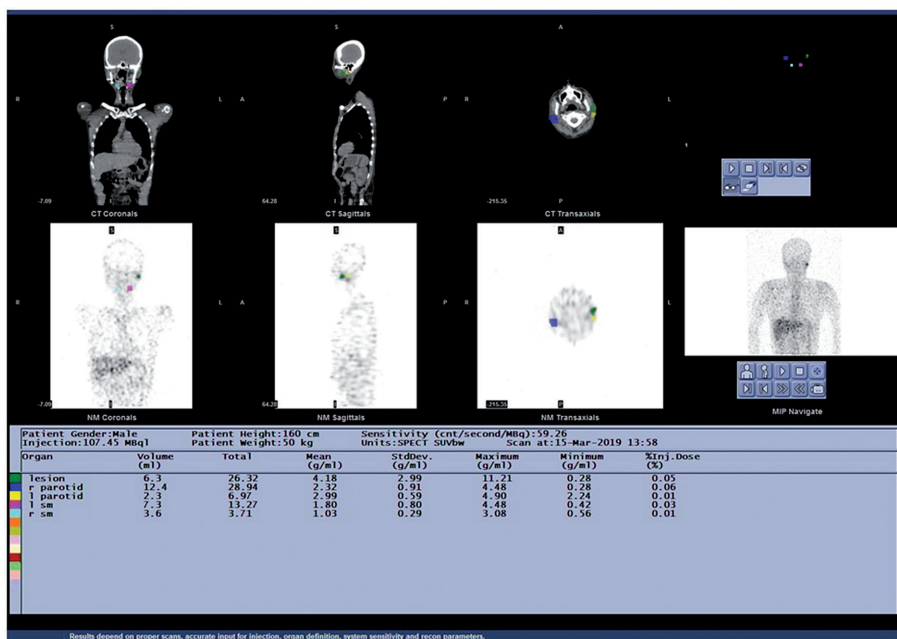 S
S
A
R
L
A
P
R
L
1
-7.09
I
64.28
I
-215.35
P
CT Coronals
CT Sagittals
CT Transaxials
S
S
A
R
L
A
P
R
L
-7.09
I
64.28
I
-215.35
P
NM Coronals
NM Sagittals
NM Transaxials
MIP Navigate
Patient Gender:Male Patient Height:160 cm Sensitivity (cnt/second/MBq):59.26
Injection:107.45 MBql Patient Weight:50 kg Units:SPECT SUVbw Scan at:15-Mar-2019 13:58
Organ Volume Total Mean StdDev. Maximum Minimum %Inj.Dose
(ml) (g/ml) (g/ml) (g/ml) (g/ml) (%)
lesion 6.3 26.32 4.18 2.99 11.21 0.28 0.05
r parotid 12.4 28.94 2.32 0.91 4.48 0.28 0.06
l parotid 2.3 6.97 2.99 0.59 4.90 2.24 0.01
l sm 7.3 13.27 1.80 0.80 4.48 0.42 0.03
r sm 3.6 3.71 1.03 0.29 3.08 0.56 0.01
Results depend on proper scans, accurate input for injection, organ definition, system sensitivity and recon parameters.